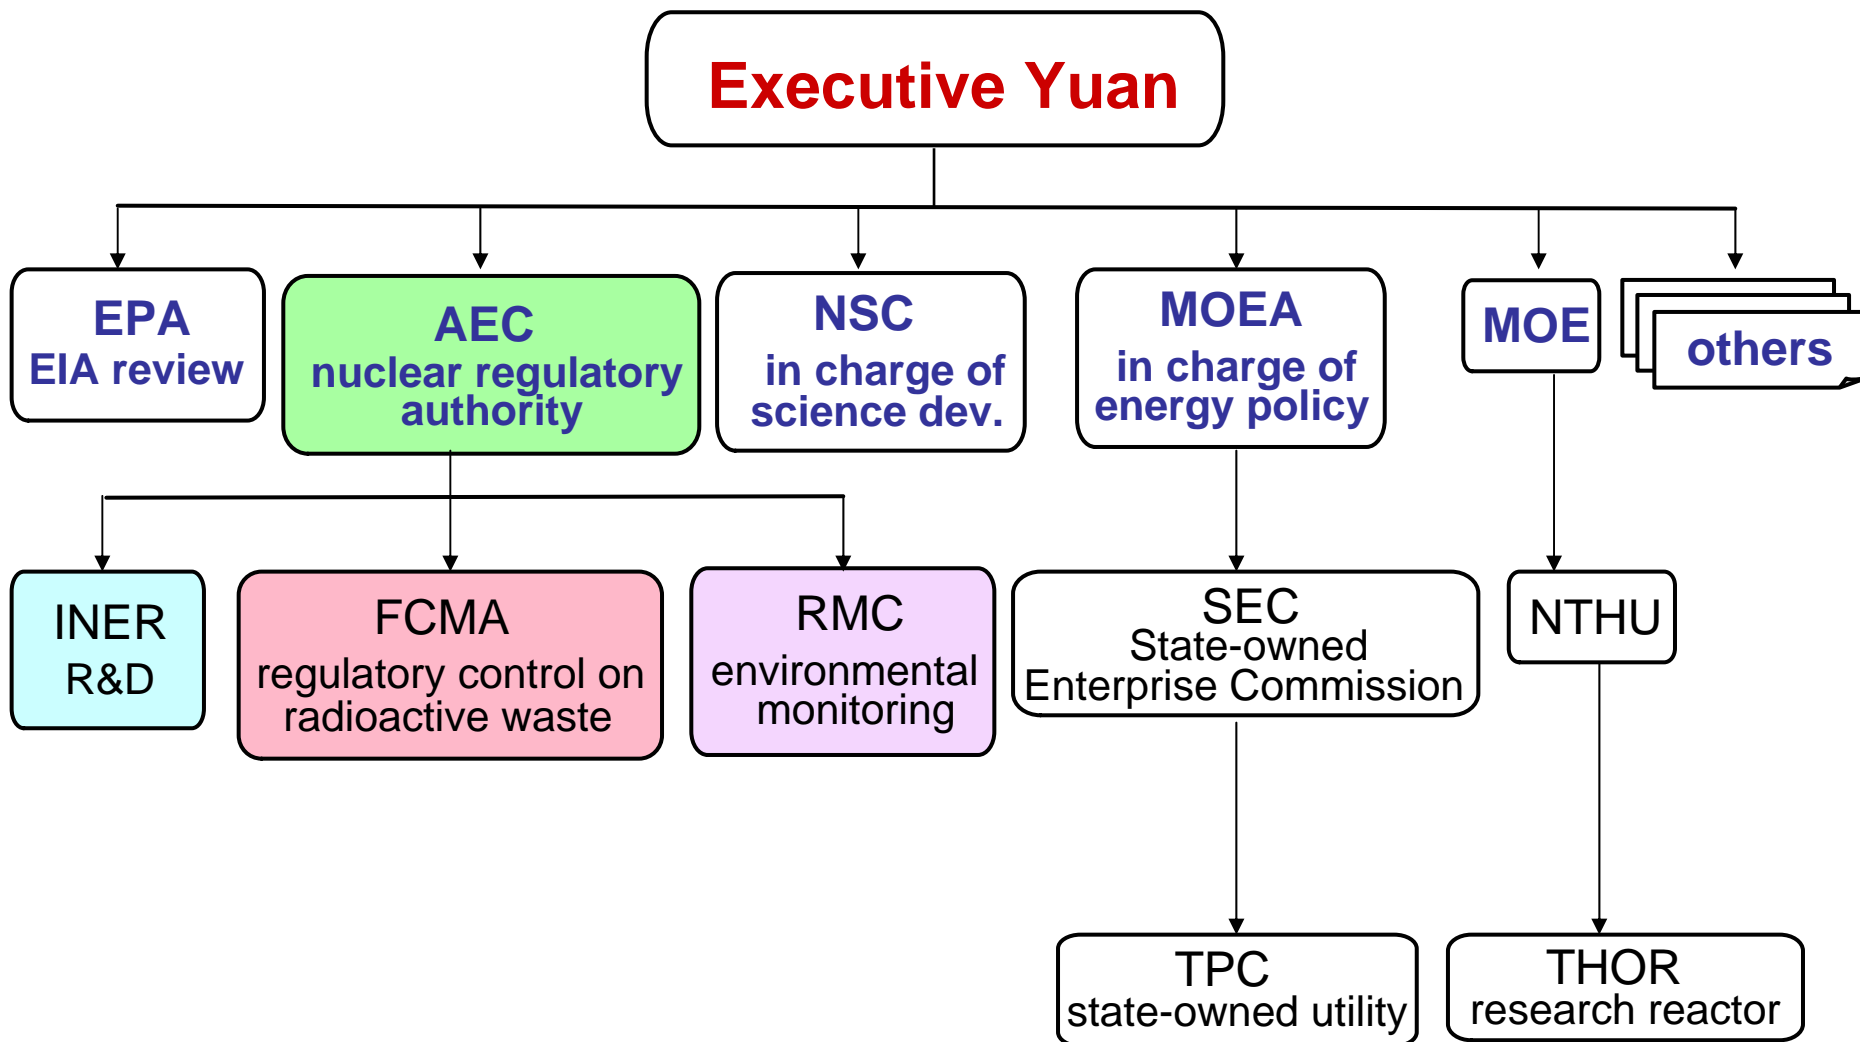 Executive Yuan
EPA
EIA review
AEC
nuclear regulatory
authority
NSC
in charge of
science dev.
MOEA
in charge of
energy policy
MOE
others
INER
R&D
FCMA
regulatory control on
radioactive waste
RMC
environmental
monitoring
SEC
State-owned
Enterprise Commission
NTHU
TPC
state-owned utility
THOR
research reactor